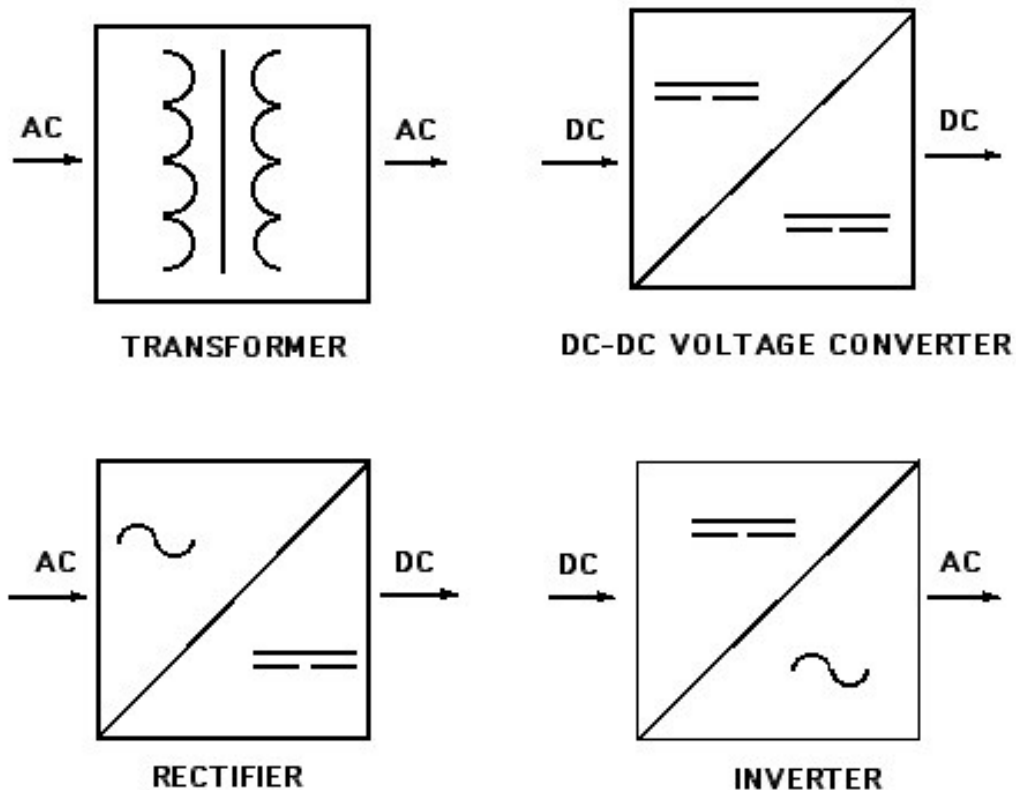 AC
AC
TRANSFORMER
DC
DC
DC-DC VOLTAGE CONVERTER
AC
DC
RECTIFIER
DC
AC
INVERTER